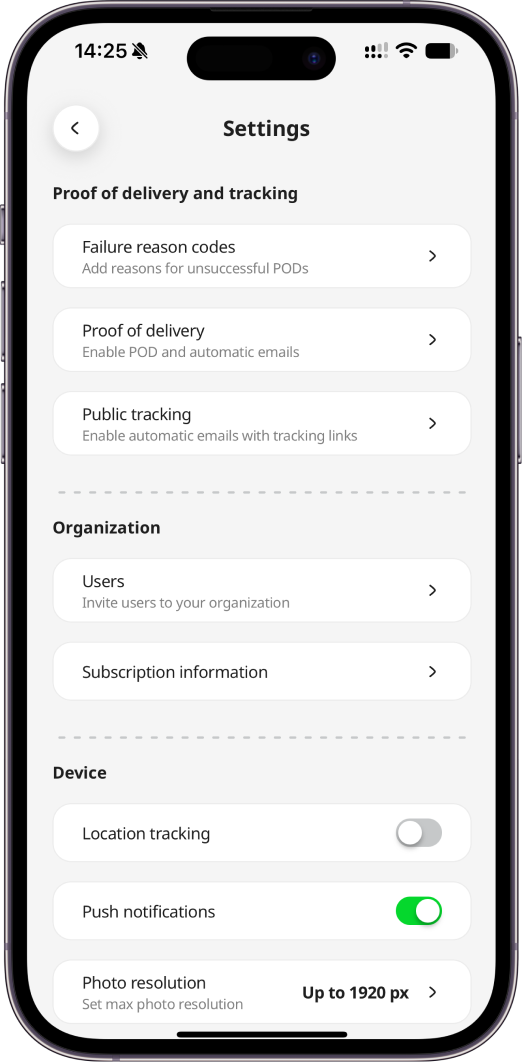 14:25
Settings
Proof of delivery and tracking
Failure reason codes
Add reasons for unsuccessful PODs
Proof of delivery
Enable POD and automatic emails
Public tracking
Enable automatic emails with tracking links
Organization
Users
Invite users to your organization
Subscription information
Device
Location tracking
Push notifications
Photo resolution
Set max photo resolution
Up to 1920 px